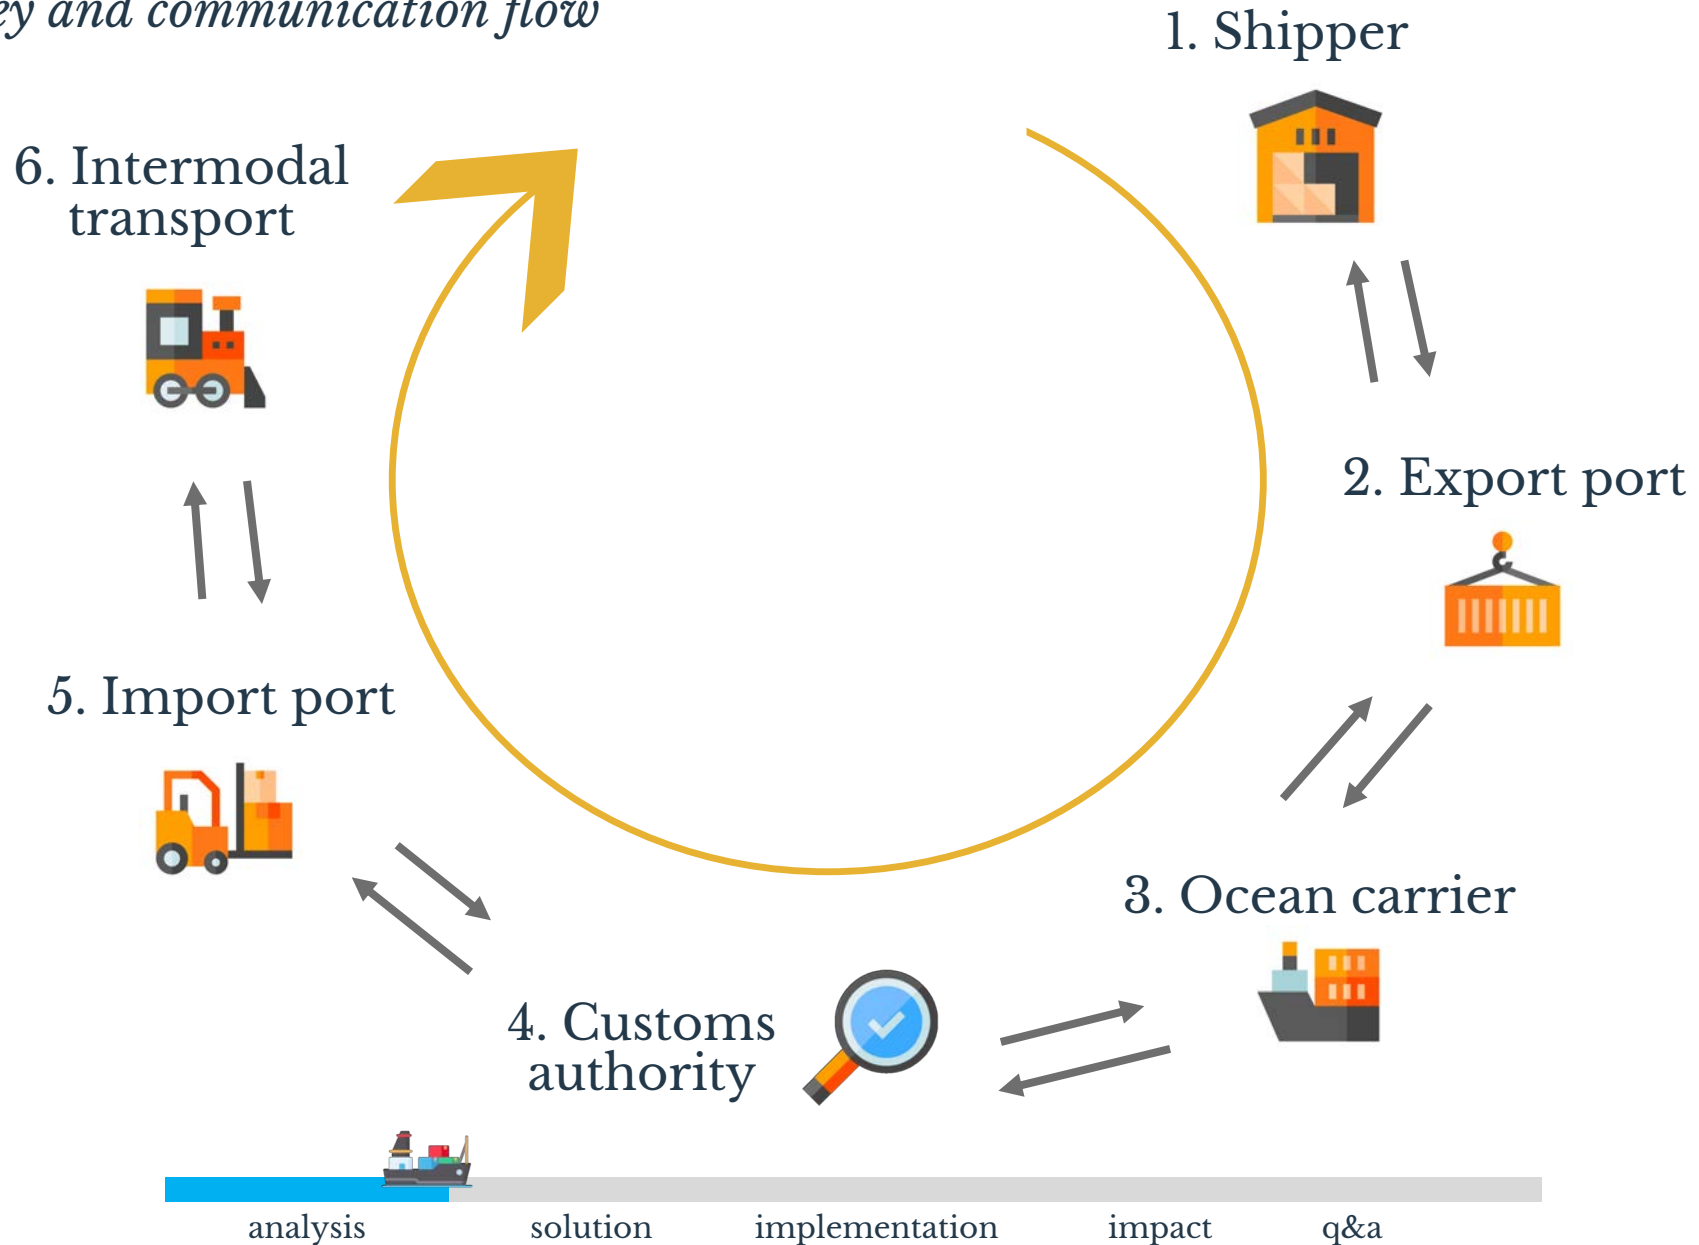 and communication flow
1. Shipper
6. Intermodal
transport
2. Export port
5. Import port
3. Ocean carrier
4. Customs
authority
analysis solution implementation impact q&a